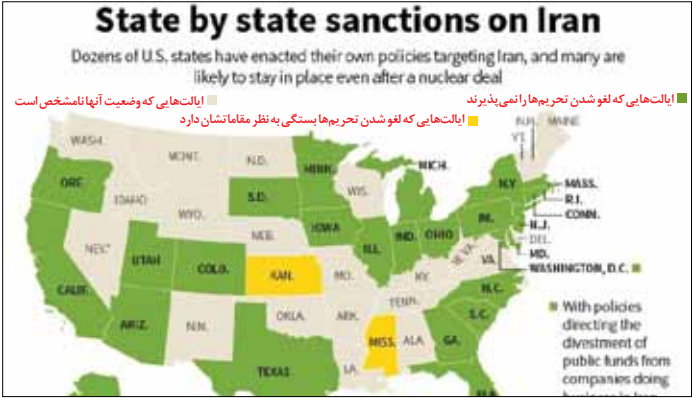 State by state sanctions on Iran
Dozens of U.S. states have enacted their own policies targeting Iran, and many are
likely to stay in place even after a nuclear deal
ایالت‌هایی که لغو شدن تحریم‌ها را نمی‌پذیرند
ایالت‌هایی که وضعیت آنها نامشخص است
ایالت‌هایی که لغو شدن تحریم‌ها بستگی به نظر مقاماتشان دارد
WASH.
MONT.
N.D.
MINN.
MICH.
N.H.
MAINE
VT.
ORE.
IDAHO
S.D.
WIS.
N.Y.
MASS.
R.I.
CONN.
WYO.
IOWA
NEB.
NEV.*
UTAH
COLO.
ILL.
IND.
OHIO
PA.
N.J.
DEL.
MD.
WASHINGTON, D.C.
W.VA.
VA.
CALIF.
KAN.
MO.
KY.
N.C.
TENN.
ARIZ.
N.M.
OKLA.
ARK.
S.C.
MISS.
ALA.
GA.
TEXAS
LA.
With policies
directing the
divestment of
public funds from
companies doing
business in Iran